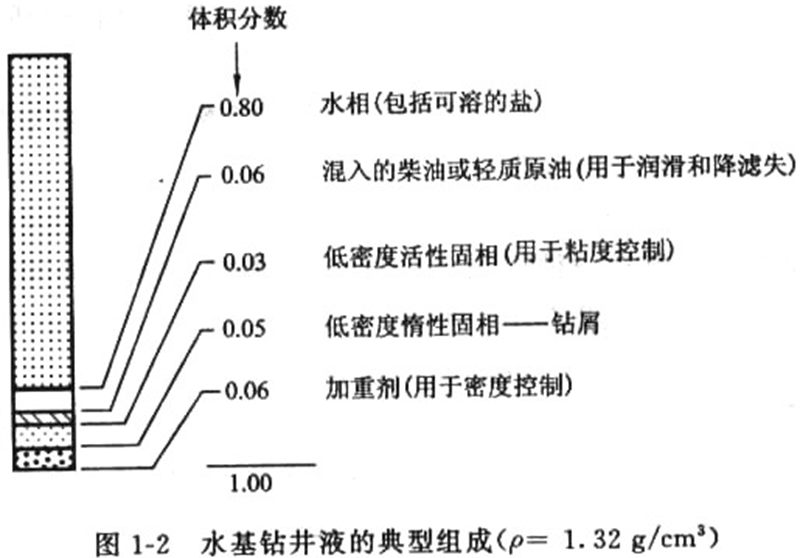 体积分数
0.80 水相(包括可溶的盐)
0.06 混入的柴油或轻质原油(用于润滑和降滤失)
0.03 低密度活性固相(用于粘度控制)
0.05 低密度惰性固相——钻屑
0.06 加重剂(用于密度控制)
1.00
图 1-2 水基钻井液的典型组成(ρ= 1.32 g/cm³)